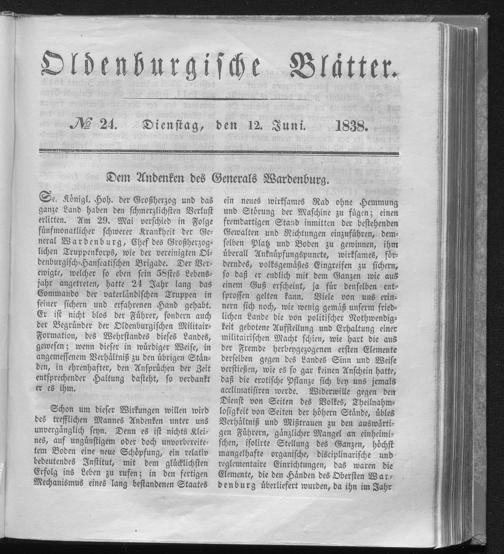 Oldenburgische Blätter.
№ 24. Dienstag, den 12. Juni. 1838.
Dem Andenken des Generals Wardenburg.
Se. Königl. Hoh. der Großherzog und das
ganze Land haben den schmerzlichsten Verlust
erlitten. Am 29. Mai verschied in Folge
fünfmonatlicher schwerer Krankheit der Ge-
neral Wardenburg, Chef des Großherzog-
lichen Truppenkorps, wie der vereinigten Ol-
denburgisch-Hanseatischen Brigade. Der Ver-
ewigte, welcher so eben sein 58stes Lebens-
jahr angetreten, hatte 24 Jahr lang das
Commando der vaterländischen Truppen in
seiner sichern und erfahrenen Hand gehabt.
Er ist nicht blos der Führer, sondern auch
der Begründer der Oldenburgischen Militair-
Formation, des Wehrstandes dieses Landes,
gewesen; wenn dieser in würdiger Weise, in
angemessenem Verhältniß zu den übrigen Stän-
den, in ehrenhafter, den Ansprüchen der Zeit
entsprechender Haltung dasteht, so verdankt
er es ihm.
Schon um dieser Wirkungen willen wird
des trefflichen Mannes Andenken unter uns
unvergänglich seyn. Denn es ist nichts Klei-
nes, auf ungünstigem oder doch unvorbereite-
tem Boden eine neue Schöpfung, ein relativ
bedeutendes Institut, mit dem glücklichsten
Erfolg ins Leben zu rufen; in den fertigen
Mechanismus eines lang bestandenen Staates
ein neues wirksames Rad ohne Hemmung
und Störung der Maschine zu fügen; einen
fremdartigen Stand inmitten der bestehenden
Gewalten und Richtungen einzuführen, dem-
selben Platz und Boden zu gewinnen, ihm
überall Anknüpfungspunkte, wirksames, för-
derndes, volksgemäßes Eingreifen zu sichern,
so daß er endlich mit dem Ganzen wie aus
einem Guß erscheint, ja für denselben ent-
sprossen gelten kann. Viele von uns erin-
nern sich noch, wie wenig gemäß unserm fried-
lichen Lande die von politischer Nothwendig-
keit gebotene Aufstellung und Erhaltung einer
militairischen Macht schien, wie hart die aus
der Fremde herbeygezogenen ersten Elemente
derselben gegen des Landes Sinn und Weise
verstießen, wie es so gar keinen Anschein hatte,
daß die exotische Pflanze sich bey uns jemals
acclimatisiren werde. Widerwille gegen den
Dienst von Seiten des Volkes, Theilnahm-
losigkeit von Seiten der höhern Stände, übles
Verhältniß und Mißtrauen zu den auswärti-
gen Führern, gänzlicher Mangel an einheimi-
schen, isolirte Stellung des Ganzen, höchst
mangelhafte organische, disciplinarische und
reglementaire Einrichtungen, das waren die
Elemente, die den Händen des Obersten War-
denburg überliefert wurden, da ihn im Jahr